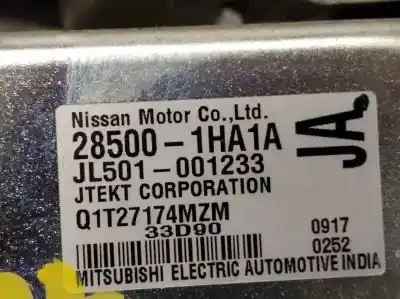 Nissan Motor Co.,Ltd.
28500-1HA1A
JL501-001233
JTEKT CORPORATION
Q1T27174MZM
33D90
0917
0252
MITSUBISHI ELECTRIC AUTOMOTIVE INDIA
JA.